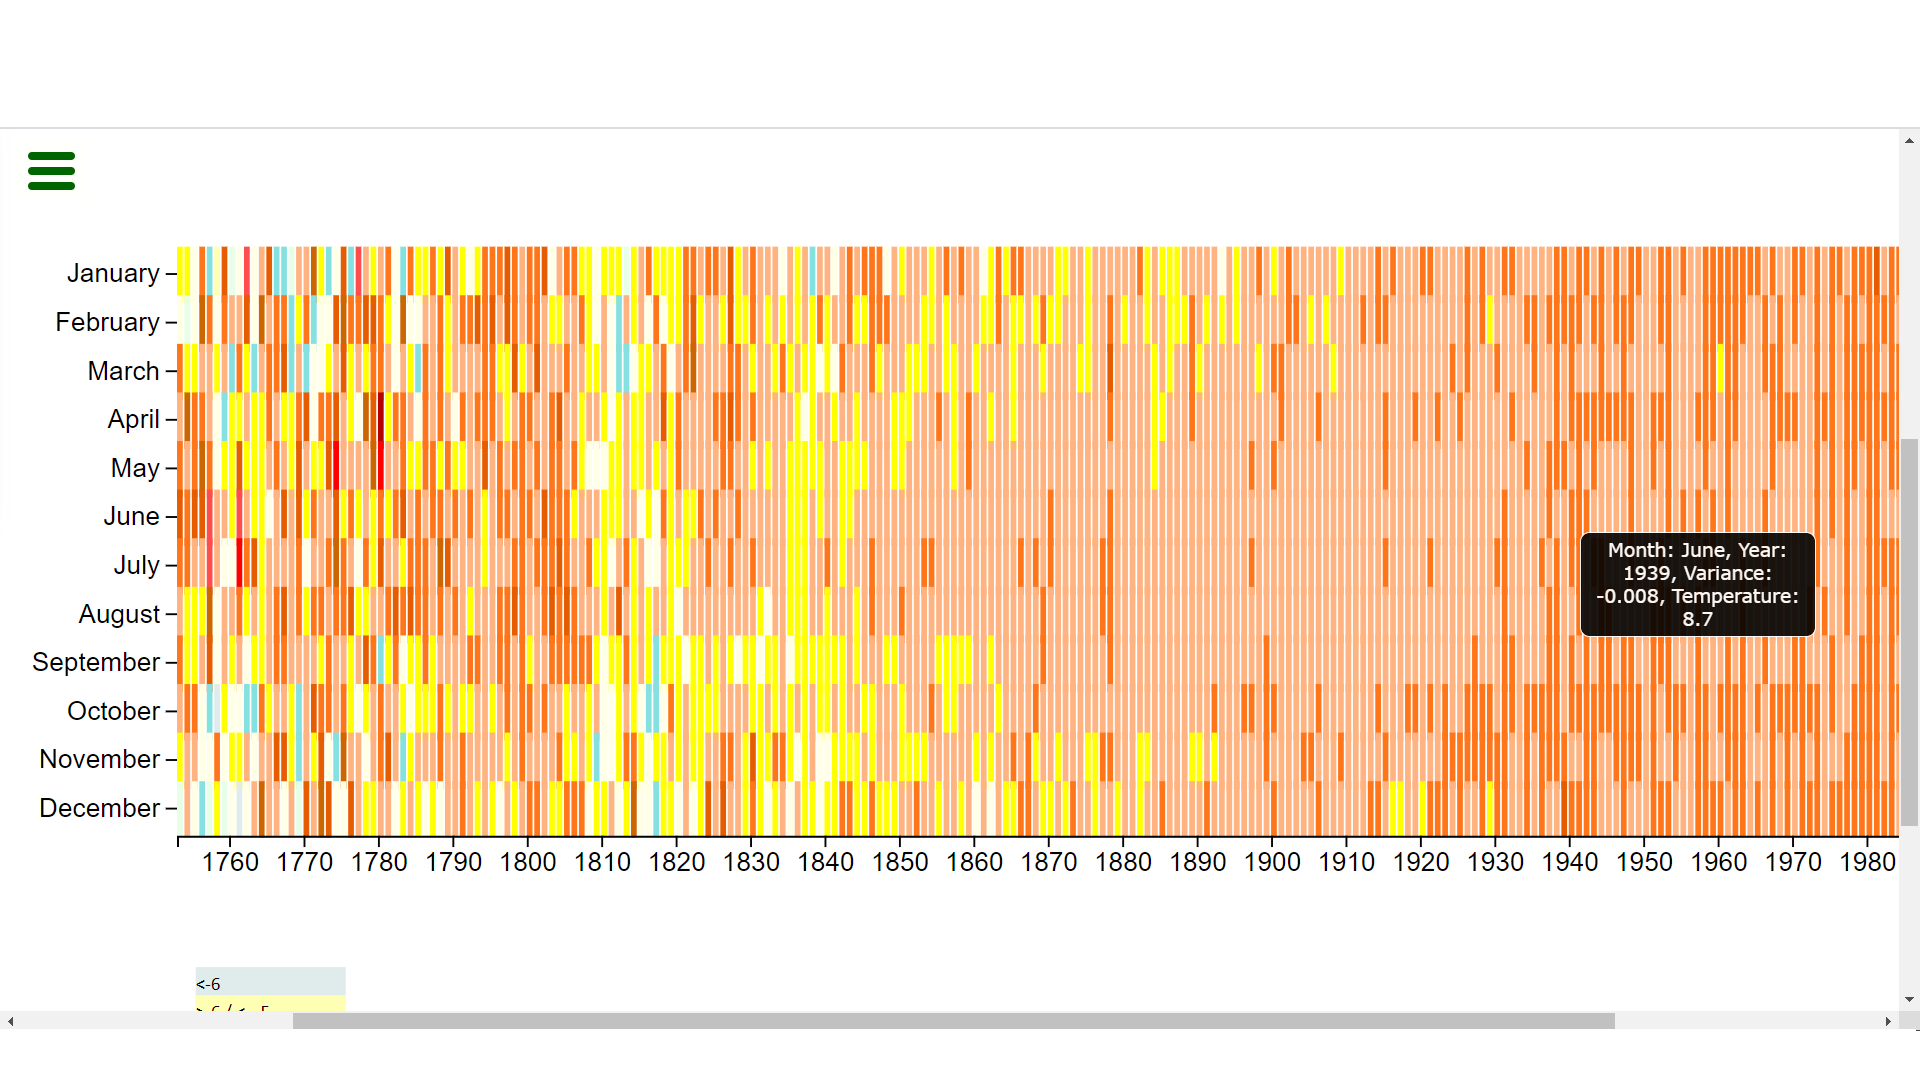 January
February
March
April
May
June
July
August
September
October
November
December
Month: June, Year:
1939, Variance:
-0.008, Temperature:
8.7
1760 1770 1780 1790 1800 1810 1820 1830 1840 1850 1860 1870 1880 1890 1900 1910 1920 1930 1940 1950 1960 1970 1980
<-6